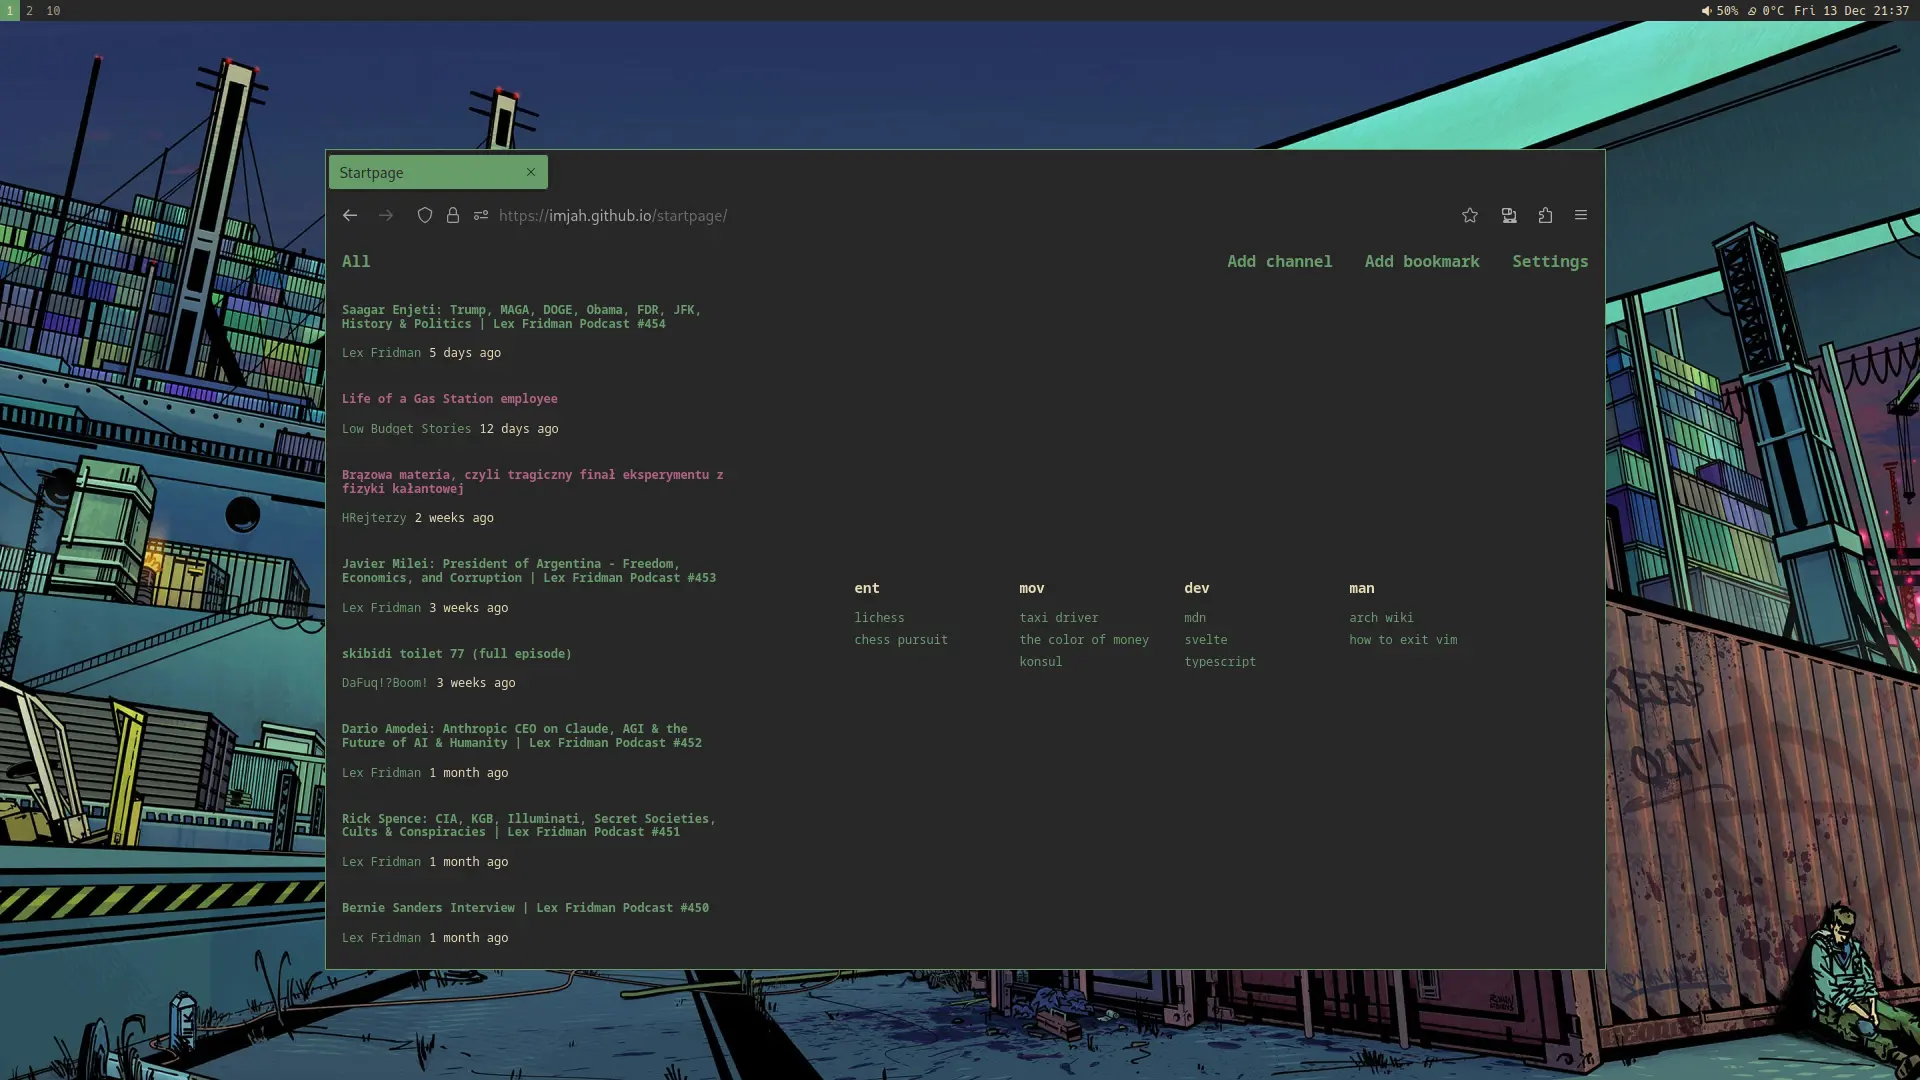 1 2 10
50% 0°C Fri 13 Dec 21:37
Startpage
https://imjah.github.io/startpage/
All
Add channel Add bookmark Settings
Saagar Enjeti: Trump, MAGA, DOGE, Obama, FDR, JFK,
History & Politics | Lex Fridman Podcast #454
Lex Fridman 5 days ago
Life of a Gas Station employee
Low Budget Stories 12 days ago
Brązowa materia, czyli tragiczny finał eksperymentu z
fizyki kałantowej
HRejterzy 2 weeks ago
Javier Milei: President of Argentina - Freedom,
Economics, and Corruption | Lex Fridman Podcast #453
Lex Fridman 3 weeks ago
skibidi toilet 77 (full episode)
DaFuq!?Boom! 3 weeks ago
Dario Amodei: Anthropic CEO on Claude, AGI & the
Future of AI & Humanity | Lex Fridman Podcast #452
Lex Fridman 1 month ago
Rick Spence: CIA, KGB, Illuminati, Secret Societies,
Cults & Conspiracies | Lex Fridman Podcast #451
Lex Fridman 1 month ago
Bernie Sanders Interview | Lex Fridman Podcast #450
Lex Fridman 1 month ago
ent
lichess
chess pursuit
mov
taxi driver
the color of money
konsul
dev
mdn
svelte
typescript
man
arch wiki
how to exit vim
KEEP
OUT!
MILK